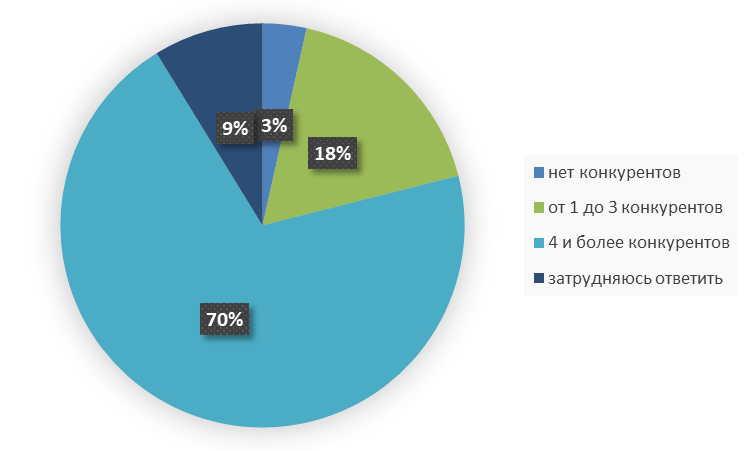 9%
3%
18%
70%
нет конкурентов
от 1 до 3 конкурентов
4 и более конкурентов
затрудняюсь ответить